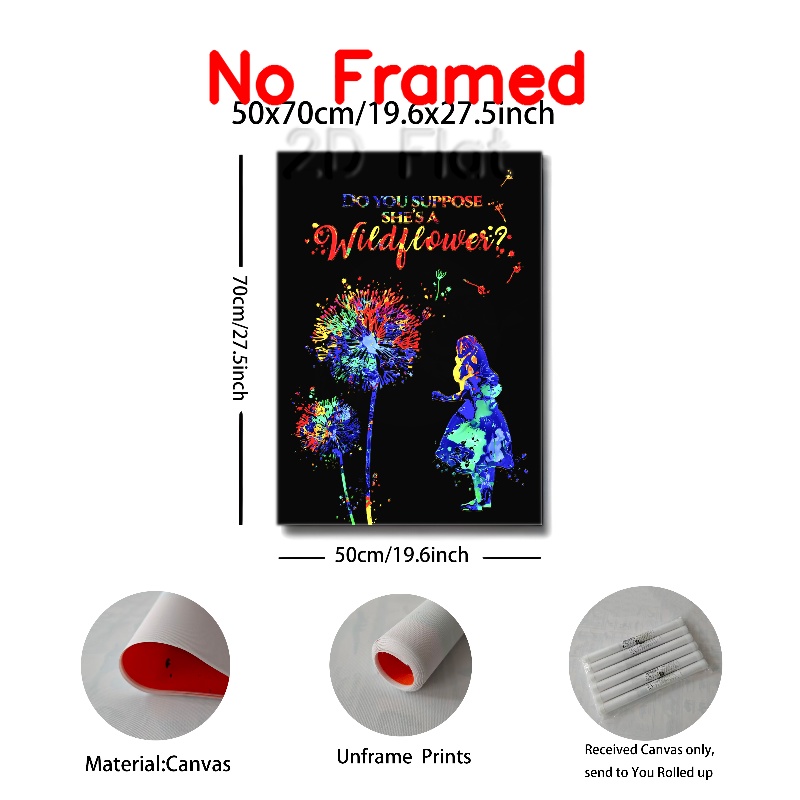 No Framed
50x70cm/19.6x27.5inch
2D Flat
DO YOU SUPPOSE
SHE'S A
Wildflower?
70cm/27.5inch
50cm/19.6inch
Material:Canvas
Unframe Prints
Received Canvas only,
send to You Rolled up